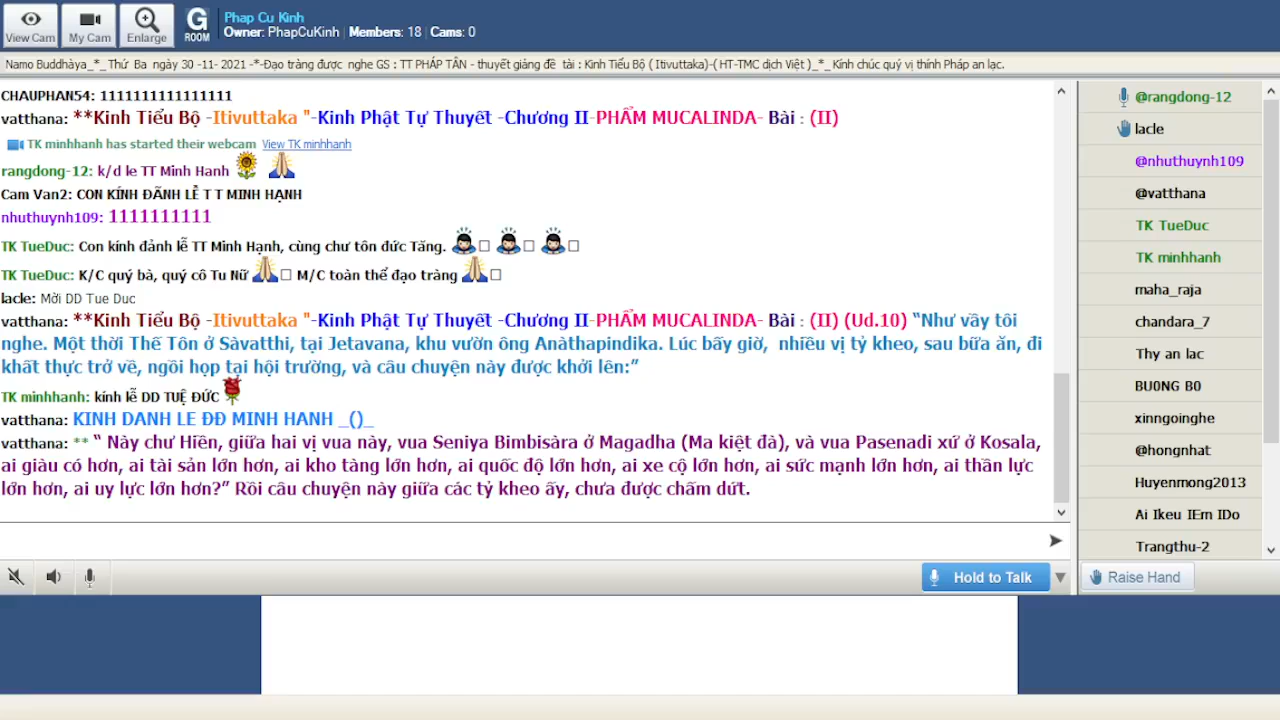 View Cam
My Cam
Enlarge
G
ROOM
Phap Cu Kinh
Owner: PhapCuKinh | Members: 18 | Cams: 0
Namo Buddhàya_*_Thứ Ba ngày 30 -11- 2021 -*-Đạo tràng được nghe GS : TT PHÁP TÂN - thuyết giảng đề tài : Kinh Tiểu Bộ ( Itivuttaka)-( HT-TMC dịch Việt )_*_ Kính chúc quý vị thính Pháp an lạc.
CHAUPHAN54: 1111111111111111
vatthana: **Kinh Tiểu Bộ -Itivuttaka "-Kinh Phật Tự Thuyết -Chương II-PHẨM MUCALINDA- Bài : (II)
TK minhhanh has started their webcam View TK minhhanh
rangdong-12: k/d le TT Minh Hanh
Cam Van2: CON KÍNH ĐÃNH LỄ T T MINH HẠNH
nhuthuynh109: 1111111111
TK TueDuc: Con kính đảnh lễ TT Minh Hạnh, cùng chư tôn đức Tăng.
TK TueDuc: K/C quý bà, quý cô Tu Nữ M/C toàn thể đạo tràng
lacle: Mời DD Tue Duc
vatthana: **Kinh Tiểu Bộ -Itivuttaka "-Kinh Phật Tự Thuyết -Chương II-PHẨM MUCALINDA- Bài : (II) (Ud.10) “Như vầy tôi
nghe. Một thời Thế Tôn ở Sàvatthi, tại Jetavana, khu vườn ông Anàthapindika. Lúc bấy giờ, nhiều vị tỷ kheo, sau bữa ăn, đi
khất thực trở về, ngồi họp tại hội trường, và câu chuyện này được khởi lên:”
TK minhhanh: kính lễ DD TUỆ ĐỨC
vatthana: KINH DANH LE ĐĐ MINH HANH _()_
vatthana: ** “ Này chư Hiền, giữa hai vị vua này, vua Seniya Bimbisàra ở Magadha (Ma kiệt đà), và vua Pasenadi xứ ở Kosala,
ai giàu có hơn, ai tài sản lớn hơn, ai kho tàng lớn hơn, ai quốc độ lớn hơn, ai xe cộ lớn hơn, ai sức mạnh lớn hơn, ai thần lực
lớn hơn, ai uy lực lớn hơn?” Rồi câu chuyện này giữa các tỷ kheo ấy, chưa được chấm dứt.
@rangdong-12
lacle
@nhuthuynh109
@vatthana
TK TueDuc
TK minhhanh
maha_raja
chandara_7
Thy an lac
BU0NG B0
xinngoinghe
@hongnhat
Huyenmong2013
Ai Ikeu IEm IDo
Trangthu-2
Hold to Talk
Raise Hand